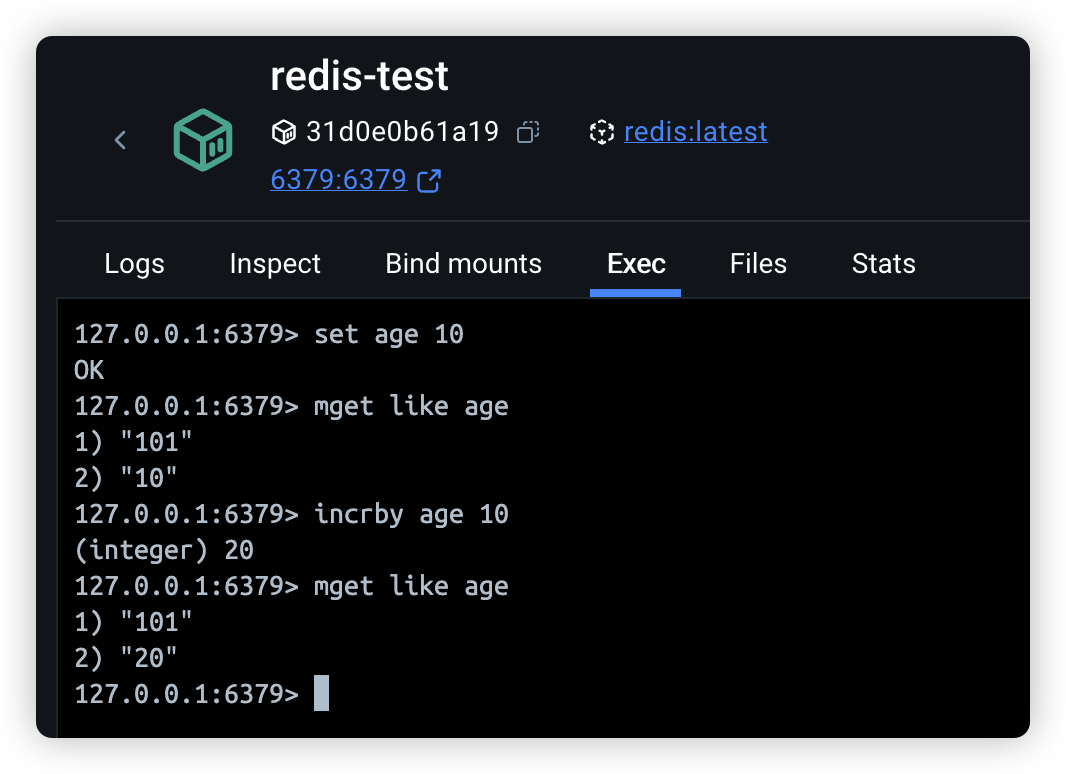 redis-test
31d0e0b61a19 redis:latest
6379:6379
Logs Inspect Bind mounts Exec Files Stats
127.0.0.1:6379> set age 10
OK
127.0.0.1:6379> mget like age
1) "101"
2) "10"
127.0.0.1:6379> incrby age 10
(integer) 20
127.0.0.1:6379> mget like age
1) "101"
2) "20"
127.0.0.1:6379>